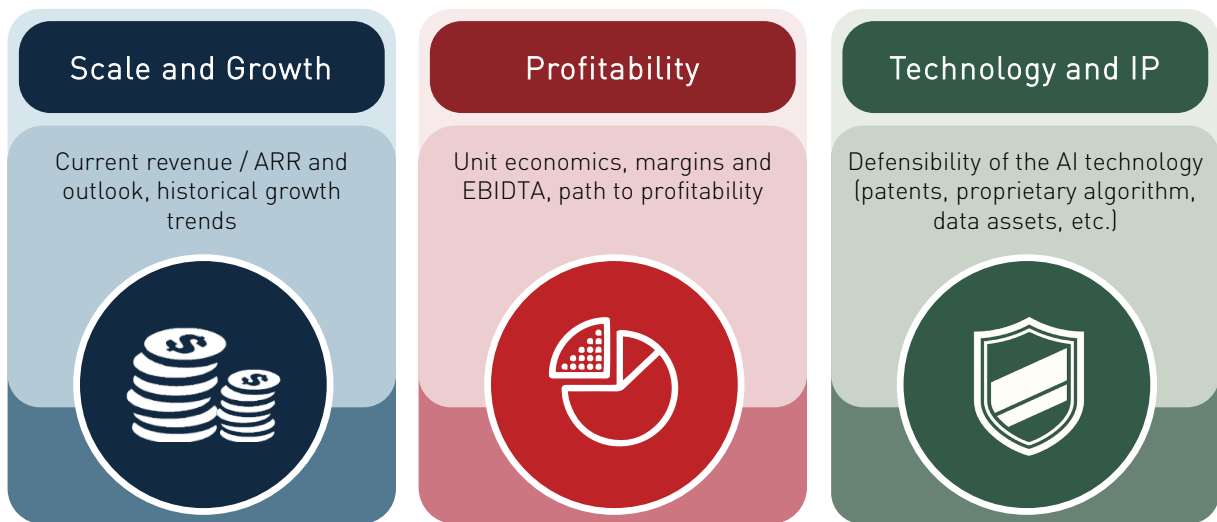 Scale and Growth
Current revenue / ARR and
outlook, historical growth
trends
Profitability
Unit economics, margins and
EBIDTA, path to profitability
Technology and IP
Defensibility of the AI technology
(patents, proprietary algorithm,
data assets, etc.)
$
$